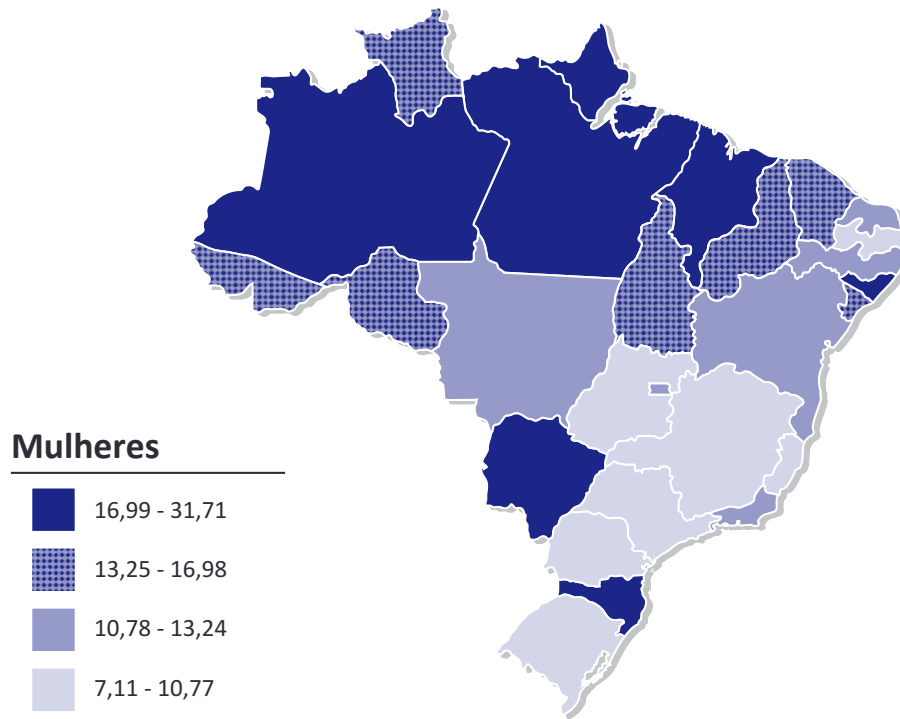 Mulheres
16,99 - 31,71
13,25 - 16,98
10,78 - 13,24
7,11 - 10,77